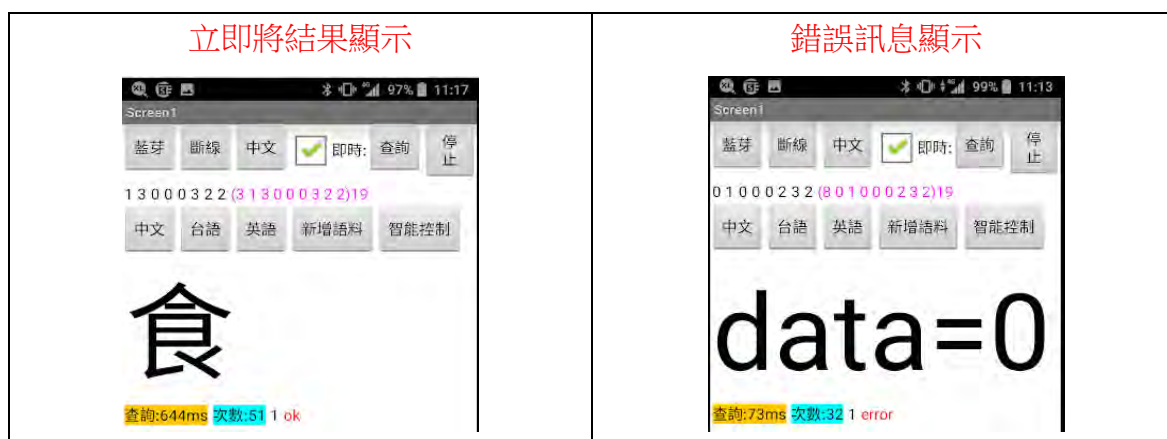 立即將結果顯示
97% 11:17
Screen1
藍芽 斷線 中文 即時: 查詢 停止
1 3 0 0 0 3 2 2 (3 1 3 0 0 0 3 2 2)19
中文 台語 英語 新增語料 智能控制
食
查詢:644ms 次數:51 1 ok
錯誤訊息顯示
99% 11:13
Screen1
藍芽 斷線 中文 即時: 查詢 停止
0 1 0 0 0 2 3 2 (8 0 1 0 0 0 2 3 2)19
中文 台語 英語 新增語料 智能控制
data=0
查詢:73ms 次數:32 1 error